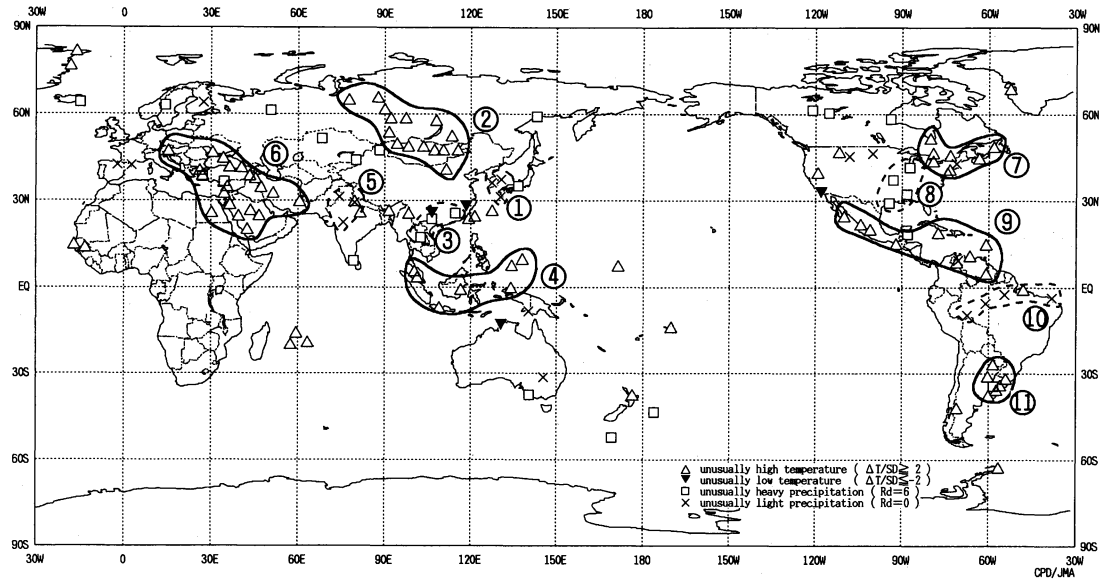 30W 0 30E 60E 90E 120E 150E 180 150W 120W 90W 60W 30W
90N 90N
60N 60N
② ⑦
⑥
⑤ ⑧
30N ① 30N
③ ⑨
④
EQ EQ
⑩
30S 30S
⑪
60S 60S
△ unusually high temperature ( ΔT/SD≧ 2 )
▼ unusually low temperature ( ΔT/SD≦-2 )
□ unusually heavy precipitation ( Rd=6 )
× unusually light precipitation ( Rd=0 )
90S 90S
30W 0 30E 60E 90E 120E 150E 180 150W 120W 90W 60W 30W
CPD/JMA